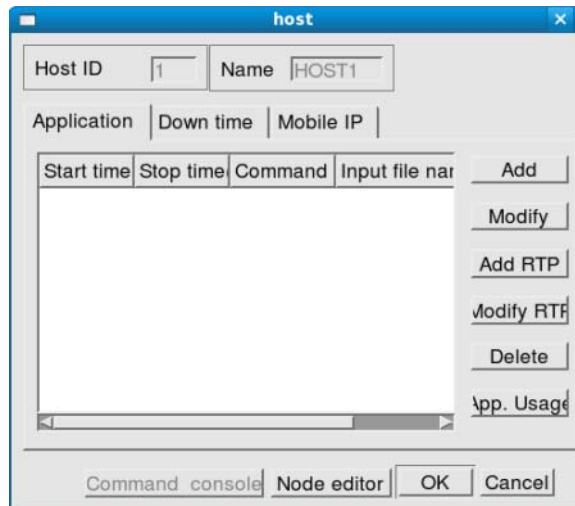 host
Host ID 1 Name HOST1
Application Down time Mobile IP
Start time Stop time Command Input file nar
Add
Modify
Add RTP
Modify RTP
Delete
App. Usage
Command console Node editor OK Cancel